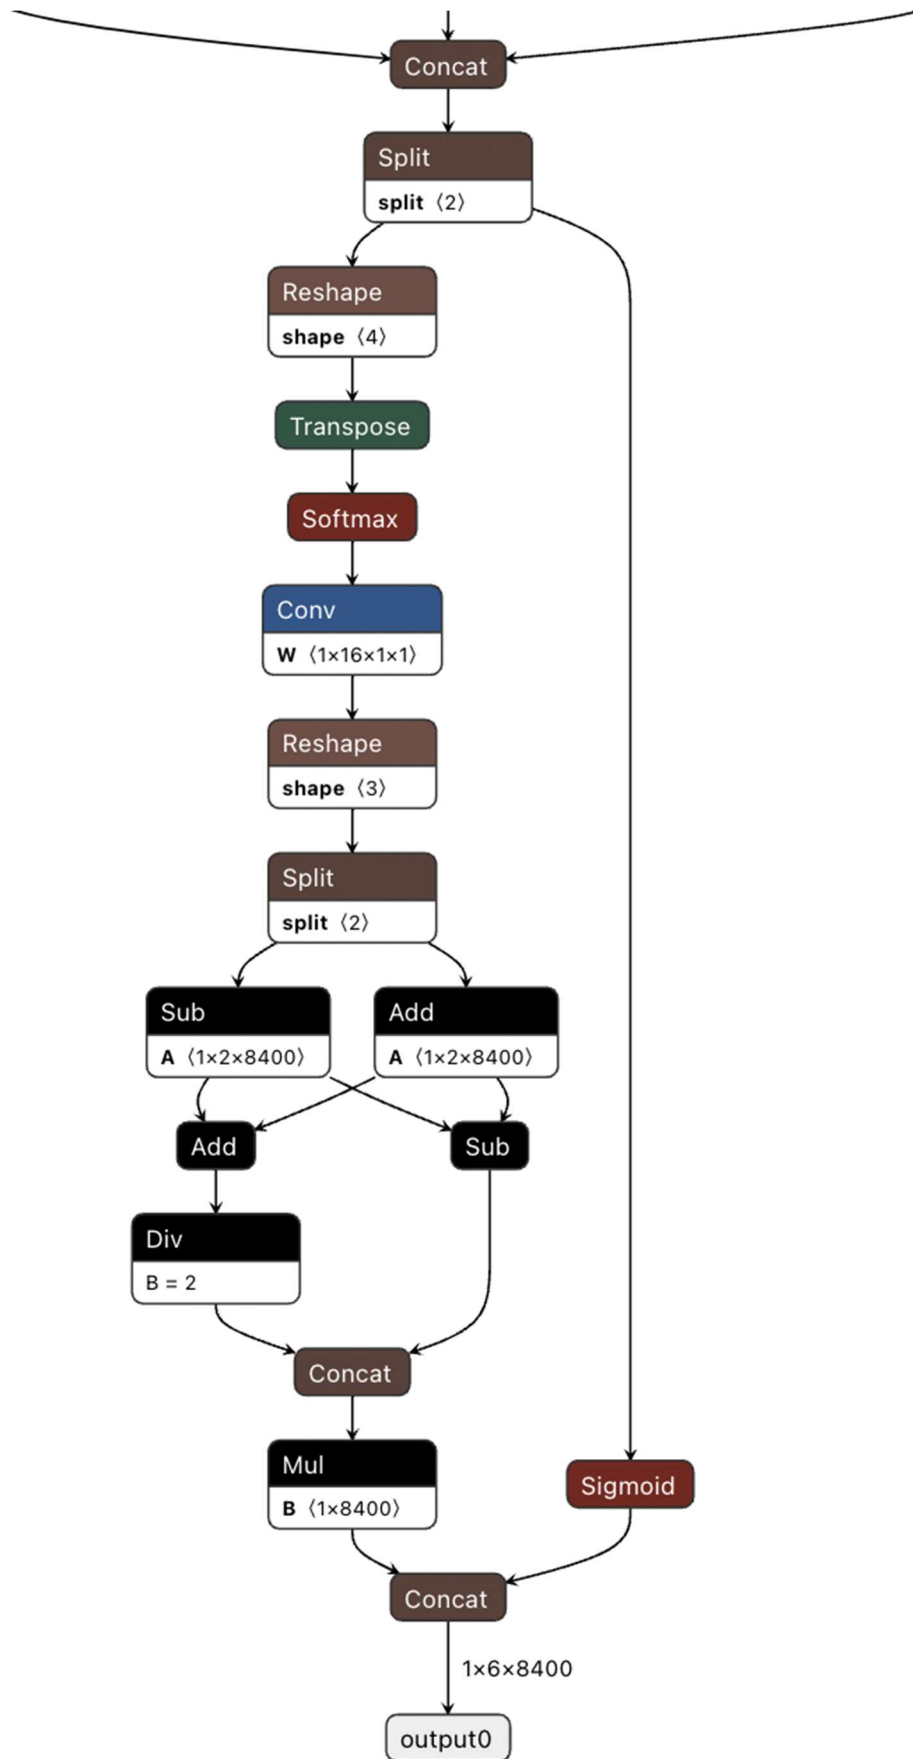 Concat
Split
split ⟨2⟩
Reshape
shape ⟨4⟩
Transpose
Softmax
Conv
W ⟨1×16×1×1⟩
Reshape
shape ⟨3⟩
Split
split ⟨2⟩
Sub
A ⟨1×2×8400⟩
Add
A ⟨1×2×8400⟩
Add
Sub
Div
B = 2
Concat
Mul
B ⟨1×8400⟩
Sigmoid
Concat
1×6×8400
output0